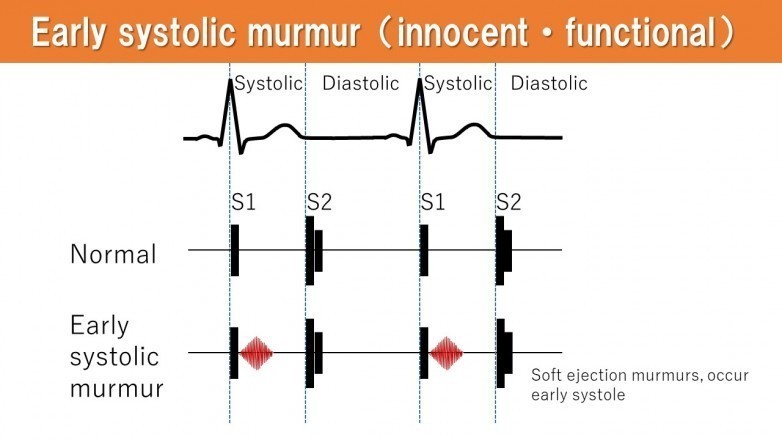 Early systolic murmur（innocent・functional）
Systolic Diastolic Systolic Diastolic
S1 S2 S1 S2
Normal
Early
systolic
murmur
Soft ejection murmurs, occur
early systole